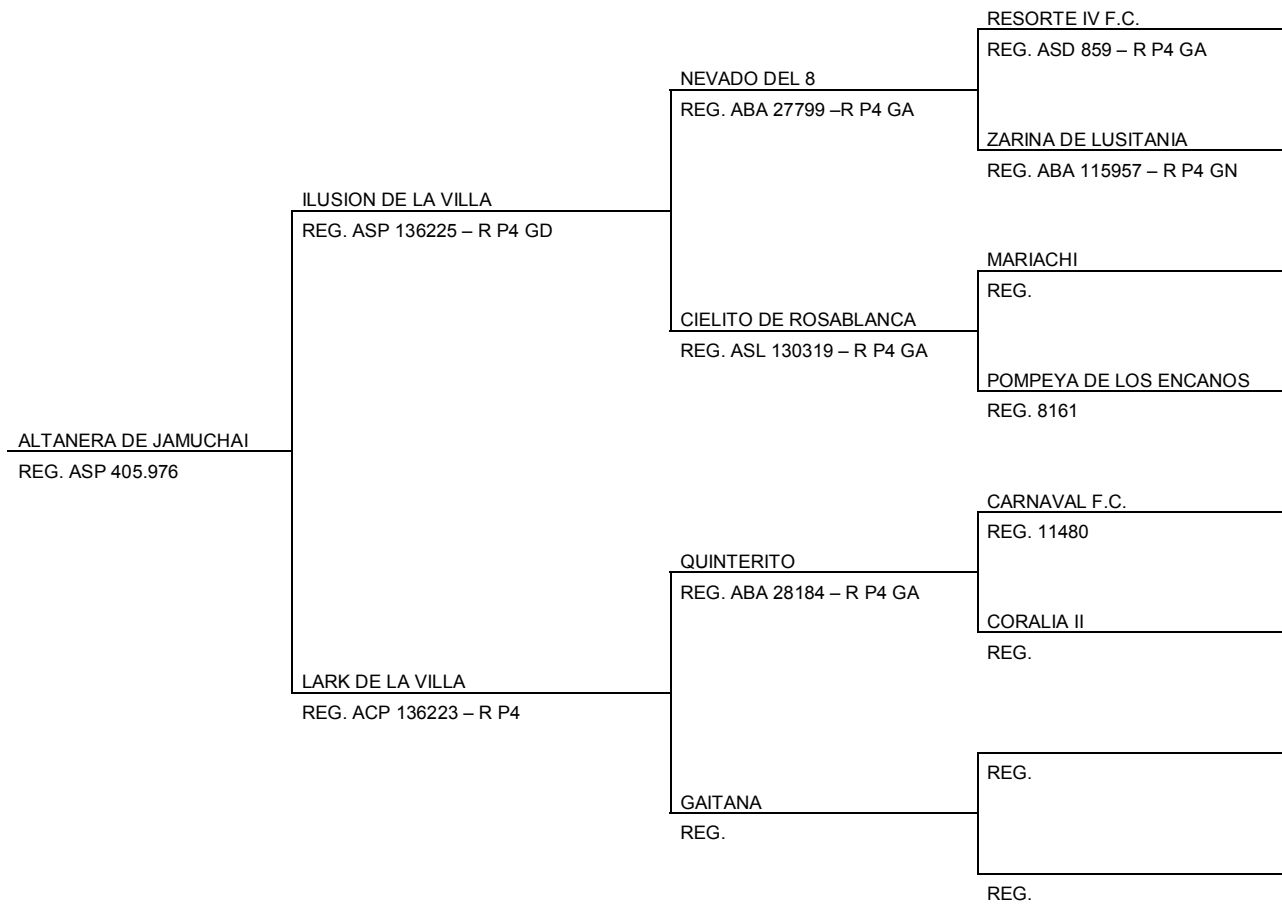 RESORTE IV F.C.
REG. ASD 859 – R P4 GA
NEVADO DEL 8
REG. ABA 27799 –R P4 GA
ZARINA DE LUSITANIA
REG. ABA 115957 – R P4 GN
ILUSION DE LA VILLA
REG. ASP 136225 – R P4 GD
MARIACHI
REG.
CIELITO DE ROSABLANCA
REG. ASL 130319 – R P4 GA
POMPEYA DE LOS ENCANOS
REG. 8161
ALTANERA DE JAMUCHAI
REG. ASP 405.976
CARNAVAL F.C.
REG. 11480
QUINTERITO
REG. ABA 28184 – R P4 GA
CORALIA II
REG.
LARK DE LA VILLA
REG. ACP 136223 – R P4
REG.
GAITANA
REG.
REG.